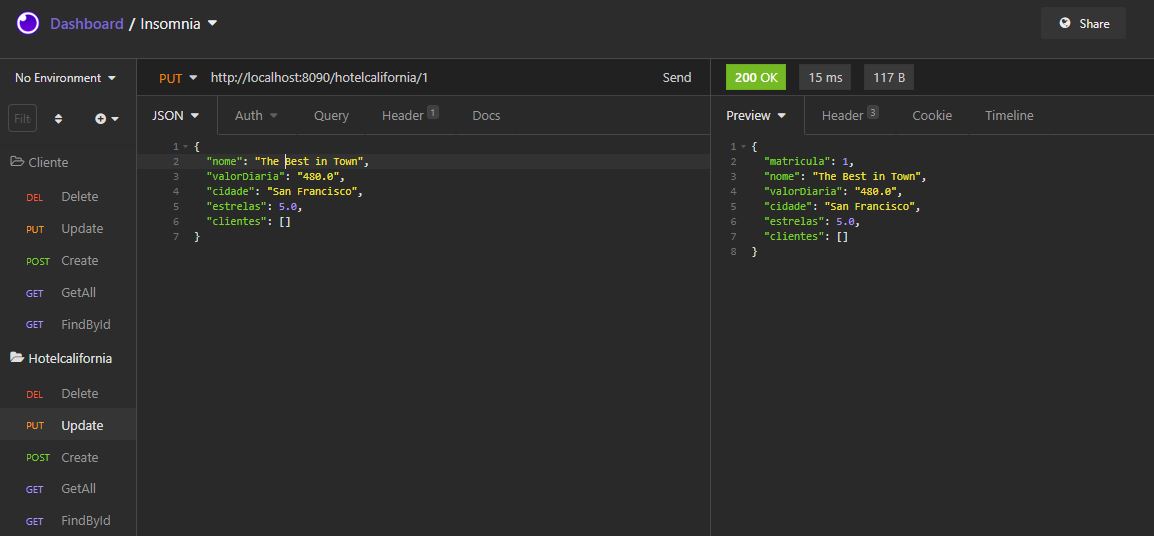 Dashboard / Insomnia
Share
No Environment
PUT http://localhost:8090/hotelcalifornia/1 Send
200 OK 15 ms 117 B
Filt
JSON Auth Query Header 1 Docs
Preview Header 3 Cookie Timeline
Cliente
DEL Delete
PUT Update
POST Create
GET GetAll
GET FindById
Hotelcalifornia
DEL Delete
PUT Update
POST Create
GET GetAll
GET FindById
1 {
2 "nome": "The Best in Town",
3 "valorDiaria": "480.0",
4 "cidade": "San Francisco",
5 "estrelas": 5.0,
6 "clientes": []
7 }
1 {
2 "matricula": 1,
3 "nome": "The Best in Town",
4 "valorDiaria": "480.0",
5 "cidade": "San Francisco",
6 "estrelas": 5.0,
7 "clientes": []
8 }